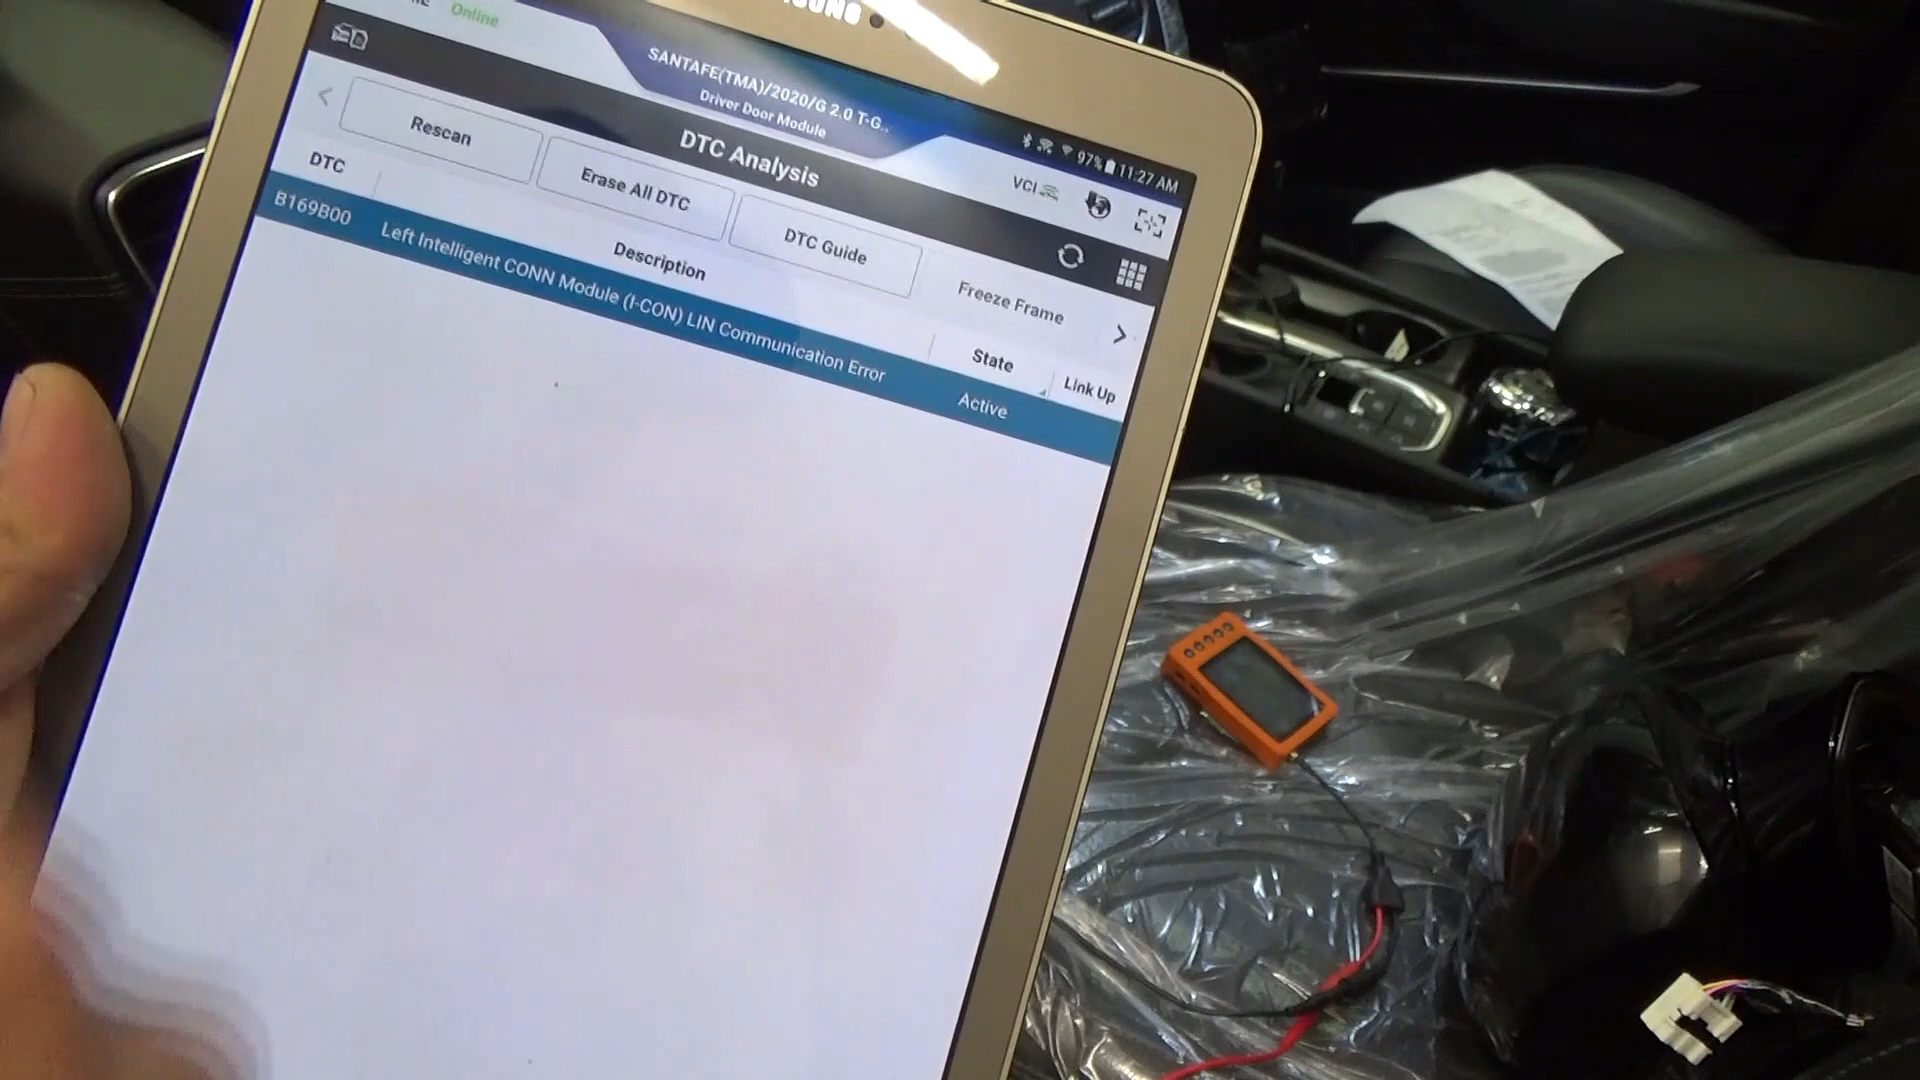 Online
SANTAFE(TMA)/2020/G 2.0 T-G..
Driver Door Module
97% 11:27 AM
VCI
DTC Analysis
Rescan
Erase All DTC
DTC Guide
Freeze Frame
DTC
Description
State
Link Up
B169B00 Left Intelligent CONN Module (I-CON) LIN Communication Error Active